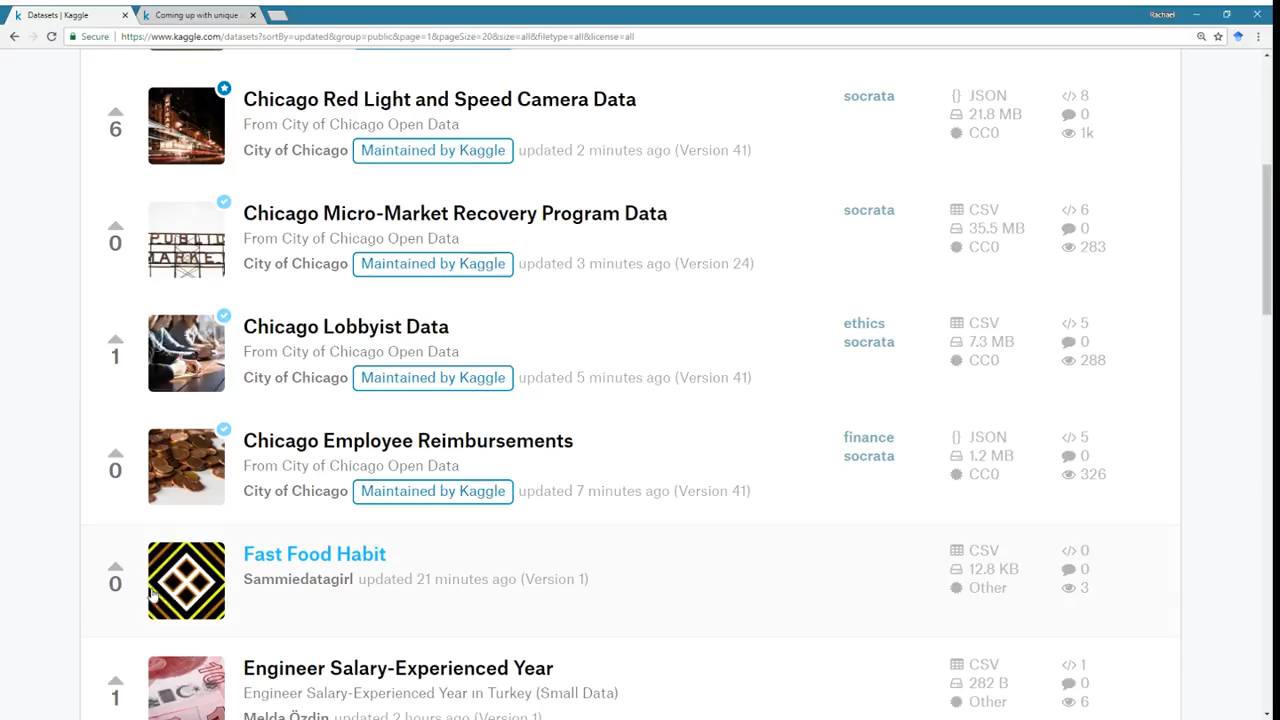 Datasets | Kaggle
Coming up with unique
Rachael
Secure https://www.kaggle.com/datasets?sortBy=updated&group=public&page=1&pageSize=20&size=all&filetype=all&license=all
6
Chicago Red Light and Speed Camera Data
From City of Chicago Open Data
City of Chicago Maintained by Kaggle updated 2 minutes ago (Version 41)
socrata
{} JSON
21.8 MB
CC0
</> 8
0
1k
0
PUBLIC
MARKET
Chicago Micro-Market Recovery Program Data
From City of Chicago Open Data
City of Chicago Maintained by Kaggle updated 3 minutes ago (Version 24)
socrata
CSV
35.5 MB
CC0
</> 6
0
283
1
Chicago Lobbyist Data
From City of Chicago Open Data
City of Chicago Maintained by Kaggle updated 5 minutes ago (Version 41)
ethics
socrata
CSV
7.3 MB
CC0
</> 5
0
288
0
Chicago Employee Reimbursements
From City of Chicago Open Data
City of Chicago Maintained by Kaggle updated 7 minutes ago (Version 41)
finance
socrata
{} JSON
1.2 MB
CC0
</> 5
0
326
0
Fast Food Habit
Sammiedatagirl updated 21 minutes ago (Version 1)
CSV
12.8 KB
Other
</> 0
0
3
1
Engineer Salary-Experienced Year
Engineer Salary-Experienced Year ın Turkey (Small Data)
Melda Özdin updated 2 hours ago (Version 1)
CSV
282 B
Other
</> 1
0
6